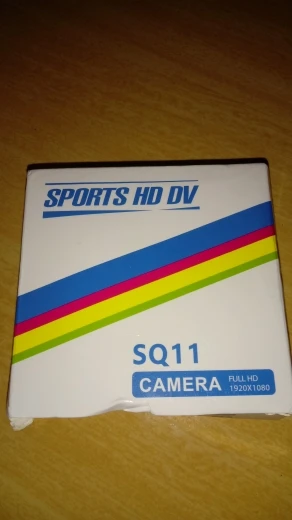 SPORTS HD DV
SQ11
CAMERA FULL HD
1920X1080